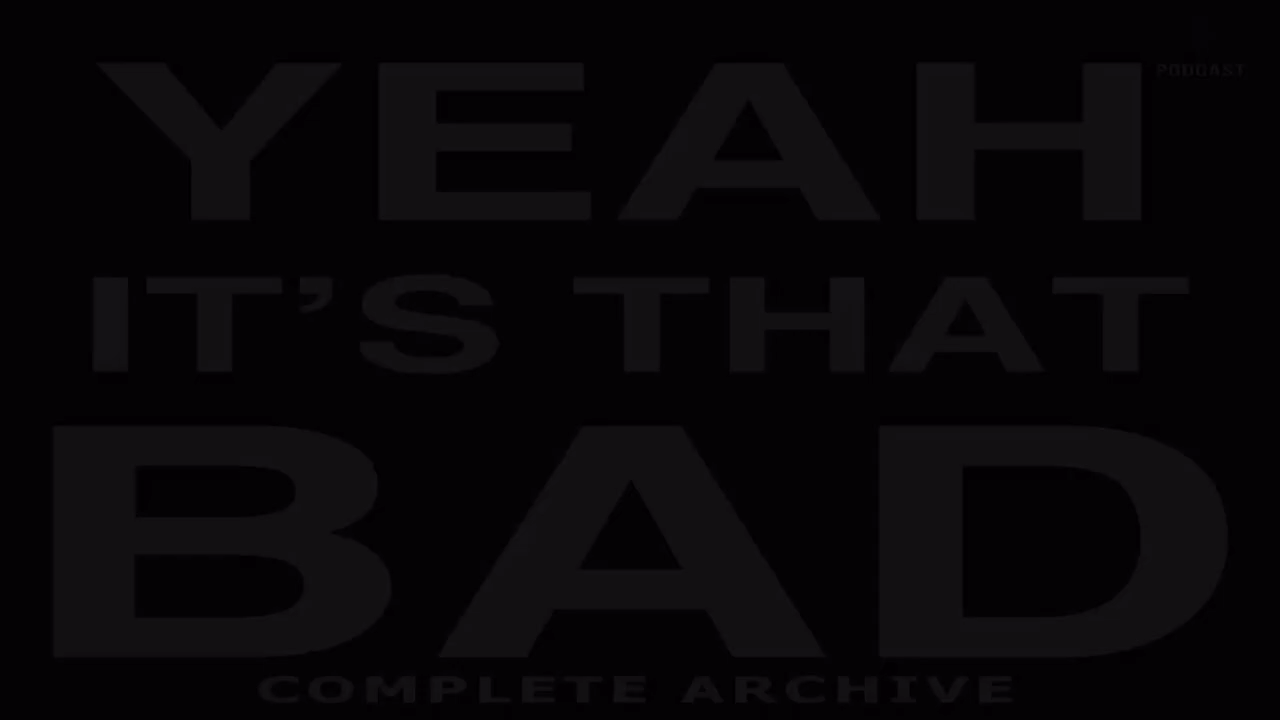 YEAH
PODCAST
IT’S THAT
BAD
COMPLETE ARCHIVE